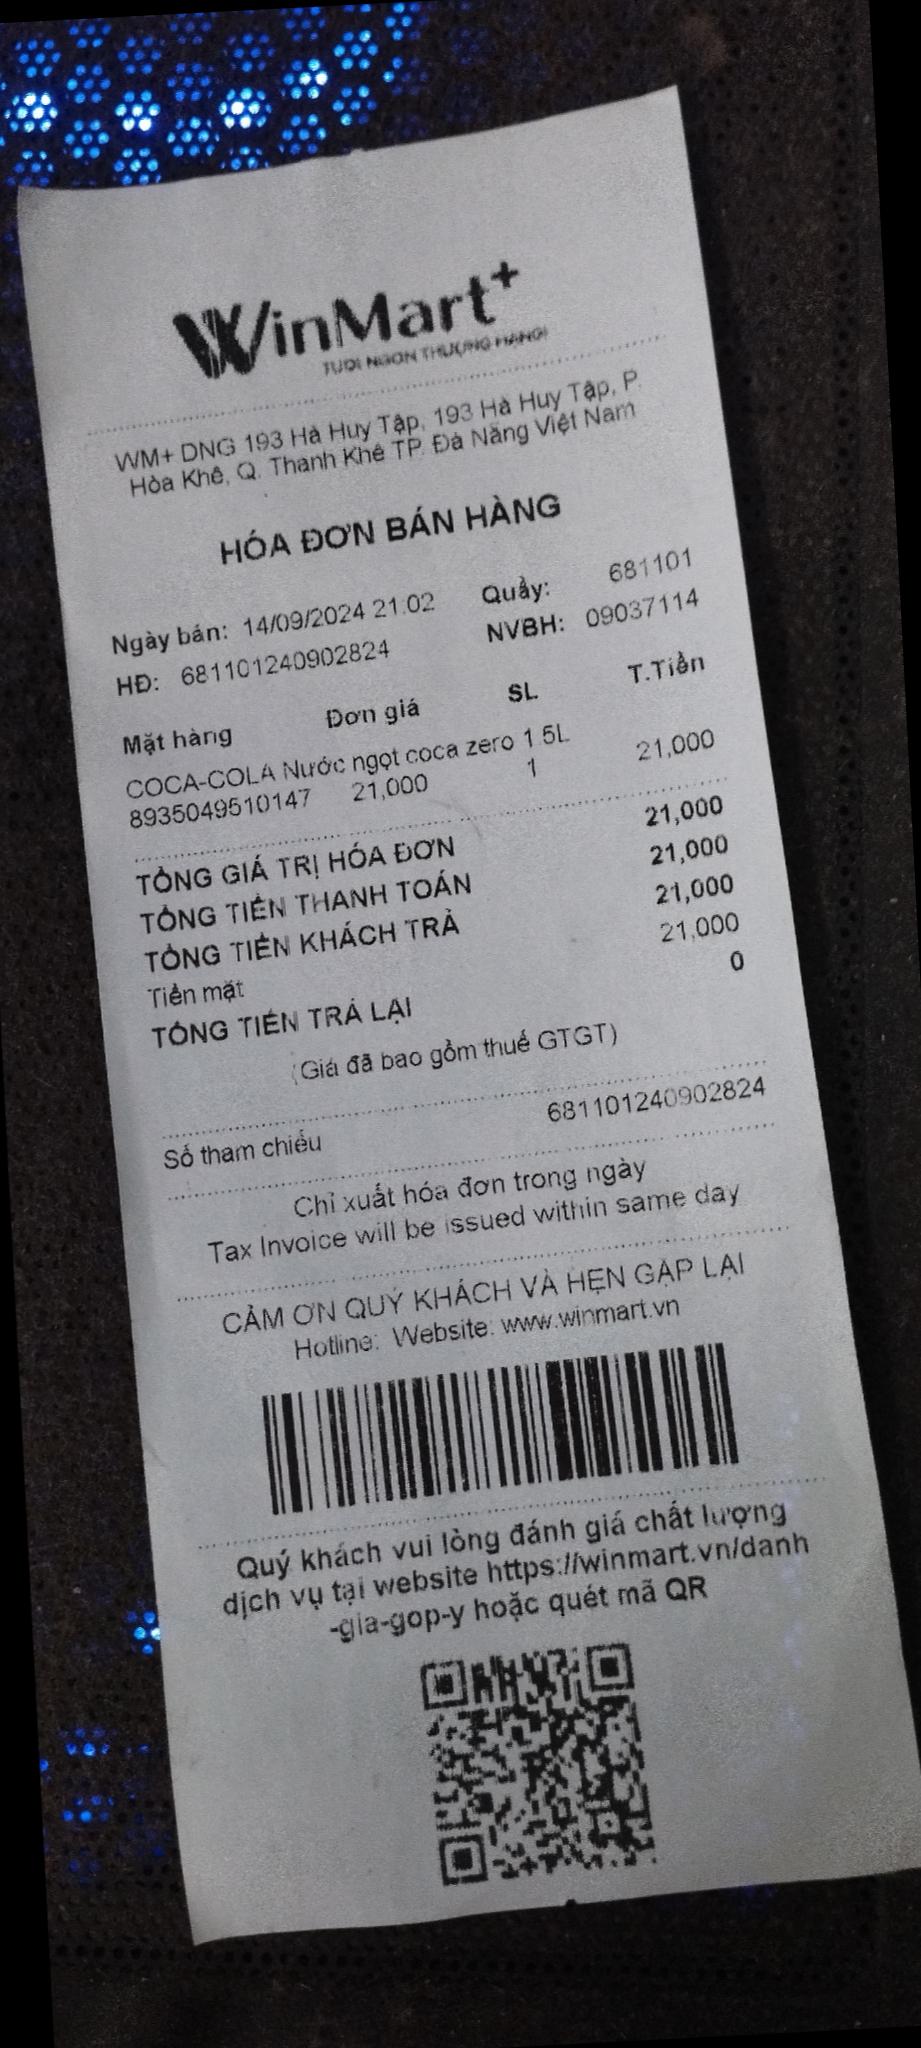 WinMart+
TƯƠI NGON THƯỢNG HẠNG!
WM+ DNG 193 Hà Huy Tập, 193 Hà Huy Tập, P.
Hòa Khê, Q. Thanh Khê TP. Đà Nẵng Việt Nam
HÓA ĐƠN BÁN HÀNG
Ngày bán: 14/09/2024 21:02 Quầy: 681101
HĐ: 681101240902824 NVBH: 09037114
Mặt hàng Đơn giá SL T.Tiền
COCA-COLA Nước ngọt coca zero 1.5L
8935049510147 21,000 1 21,000
TỔNG GIÁ TRỊ HÓA ĐƠN 21,000
TỔNG TIỀN THANH TOÁN 21,000
TỔNG TIỀN KHÁCH TRẢ 21,000
Tiền mặt 21,000
TỔNG TIỀN TRẢ LẠI 0
(Giá đã bao gồm thuế GTGT)
Số tham chiếu 681101240902824
Chỉ xuất hóa đơn trong ngày
Tax Invoice will be issued within same day
CẢM ƠN QUÝ KHÁCH VÀ HẸN GẶP LẠI
Hotline: Website: www.winmart.vn
Quý khách vui lòng đánh giá chất lượng
dịch vụ tại website https://winmart.vn/danh
-gia-gop-y hoặc quét mã QR